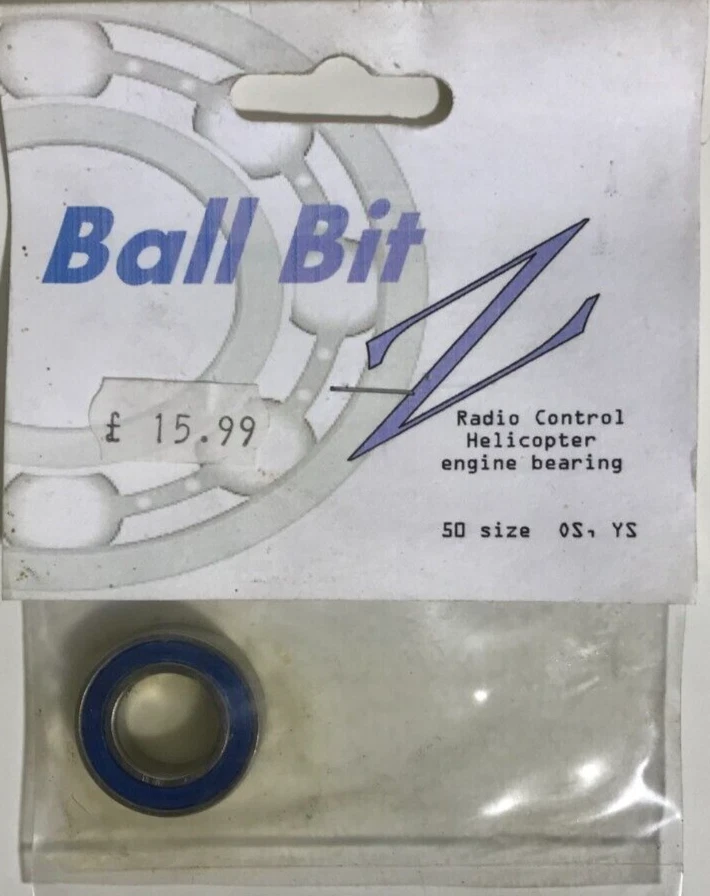 Ball Bit Z
£ 15.99
Radio Control
Helicopter
engine bearing
50 size OS, YS